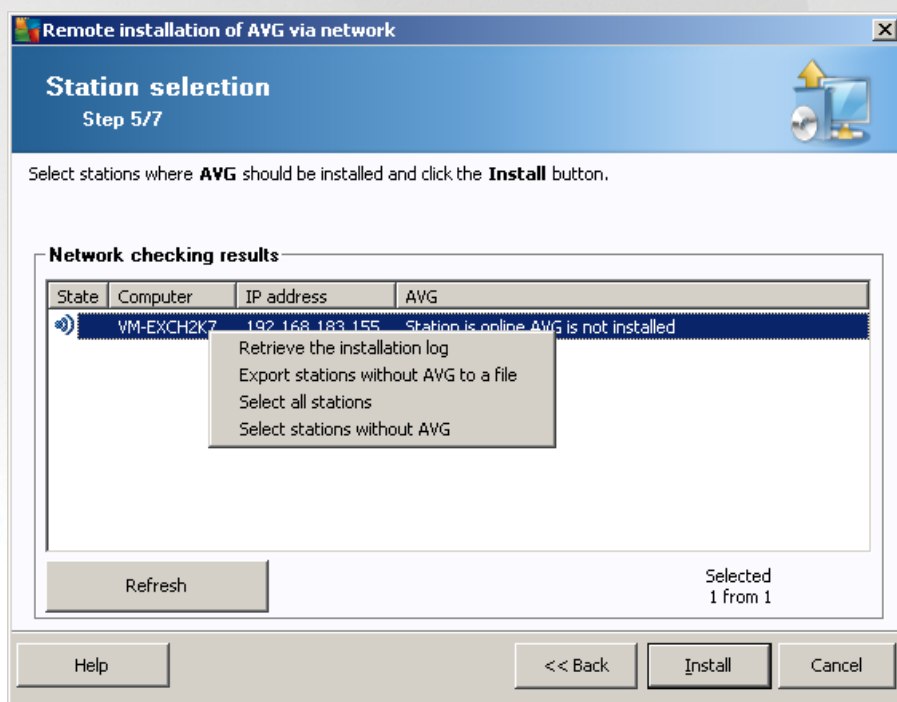 Remote installation of AVG via network
Station selection
Step 5/7
Select stations where AVG should be installed and click the Install button.
Network checking results
State Computer IP address AVG
VM-EXCH2K7 192.168.183.155 Station is online AVG is not installed
Retrieve the installation log
Export stations without AVG to a file
Select all stations
Select stations without AVG
Refresh
Selected
1 from 1
Help << Back Install Cancel